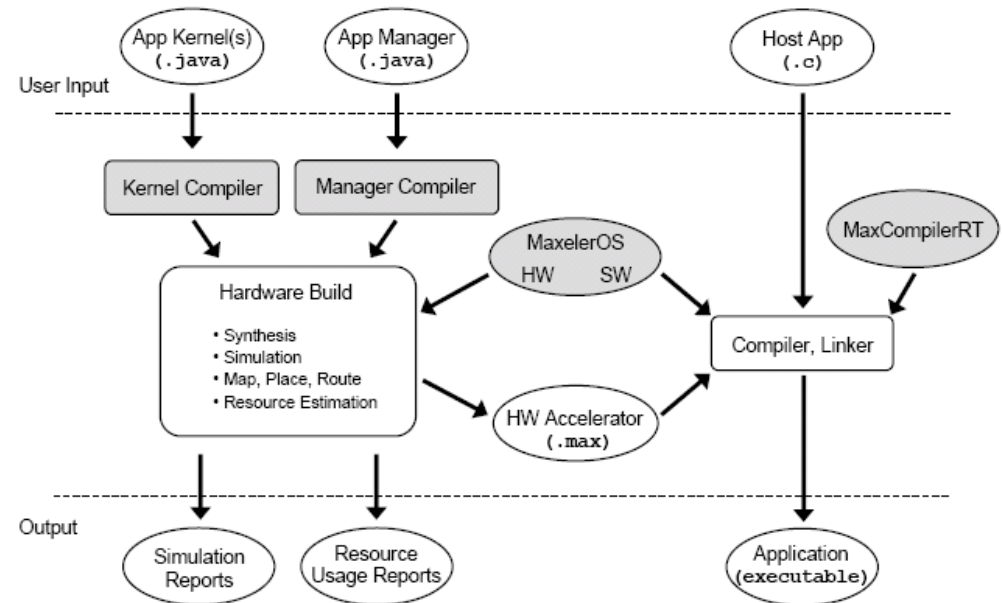 App Kernel(s)
(.java)
App Manager
(.java)
Host App
(.c)
User Input
Kernel Compiler
Manager Compiler
MaxelerOS
HW SW
MaxCompilerRT
Hardware Build
• Synthesis
• Simulation
• Map, Place, Route
• Resource Estimation
Compiler, Linker
HW Accelerator
(.max)
Output
Simulation
Reports
Resource
Usage Reports
Application
(executable)